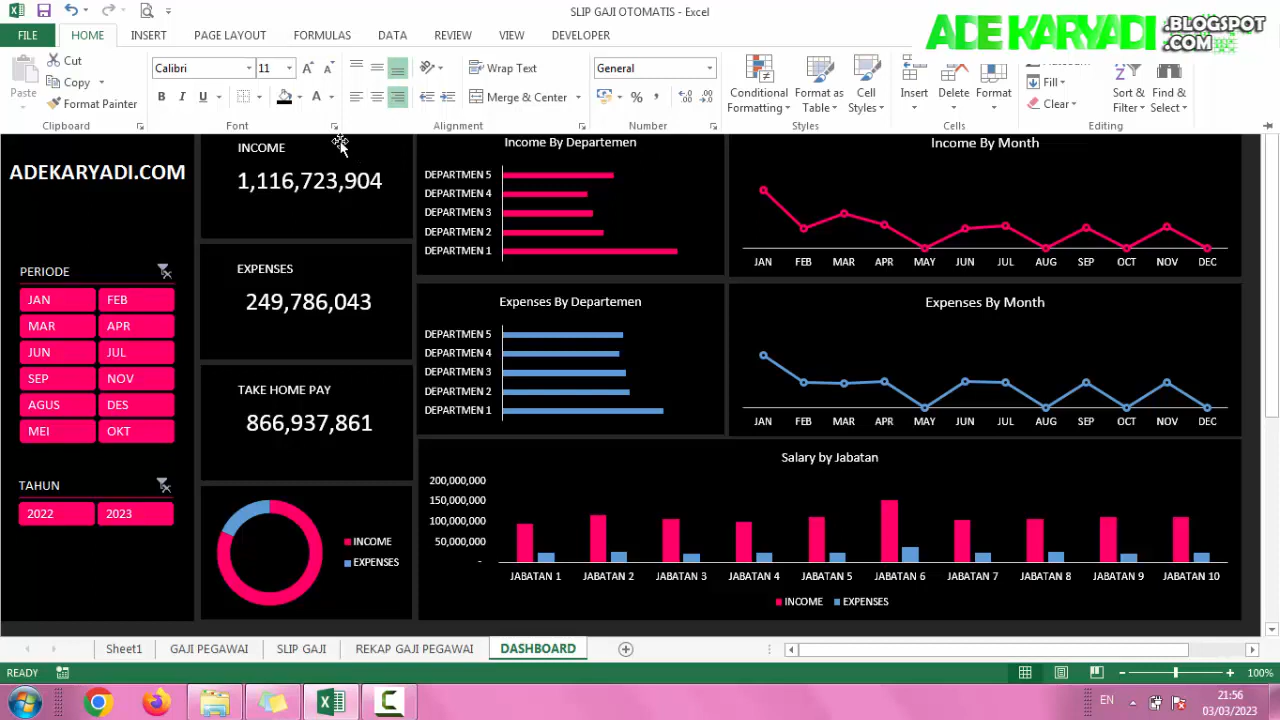 SLIP GAJI OTOMATIS - Excel
ADE KARYADI .BLOGSPOT .COM
FILE HOME INSERT PAGE LAYOUT FORMULAS DATA REVIEW VIEW DEVELOPER
Paste
Cut
Copy
Format Painter
Clipboard
Calibri 11
B I U
Font
Wrap Text
Merge & Center
Alignment
General
Number
Conditional Formatting
Format as Table
Cell Styles
Styles
Insert Delete Format
Cells
Fill
Clear
Sort & Filter
Find & Select
Editing
ADEKARYADI.COM
PERIODE
JAN FEB
MAR APR
JUN JUL
SEP NOV
AGUS DES
MEI OKT
TAHUN
2022 2023
INCOME
1,116,723,904
EXPENSES
249,786,043
TAKE HOME PAY
866,937,861
INCOME
EXPENSES
Income By Departemen
DEPARTMEN 5
DEPARTMEN 4
DEPARTMEN 3
DEPARTMEN 2
DEPARTMEN 1
Income By Month
JAN FEB MAR APR MAY JUN JUL AUG SEP OCT NOV DEC
Expenses By Departemen
DEPARTMEN 5
DEPARTMEN 4
DEPARTMEN 3
DEPARTMEN 2
DEPARTMEN 1
Expenses By Month
JAN FEB MAR APR MAY JUN JUL AUG SEP OCT NOV DEC
Salary by Jabatan
200,000,000
150,000,000
100,000,000
50,000,000
-
JABATAN 1 JABATAN 2 JABATAN 3 JABATAN 4 JABATAN 5 JABATAN 6 JABATAN 7 JABATAN 8 JABATAN 9 JABATAN 10
INCOME EXPENSES
Sheet1 GAJI PEGAWAI SLIP GAJI REKAP GAJI PEGAWAI DASHBOARD
READY
100%
EN
21:56
03/03/2023